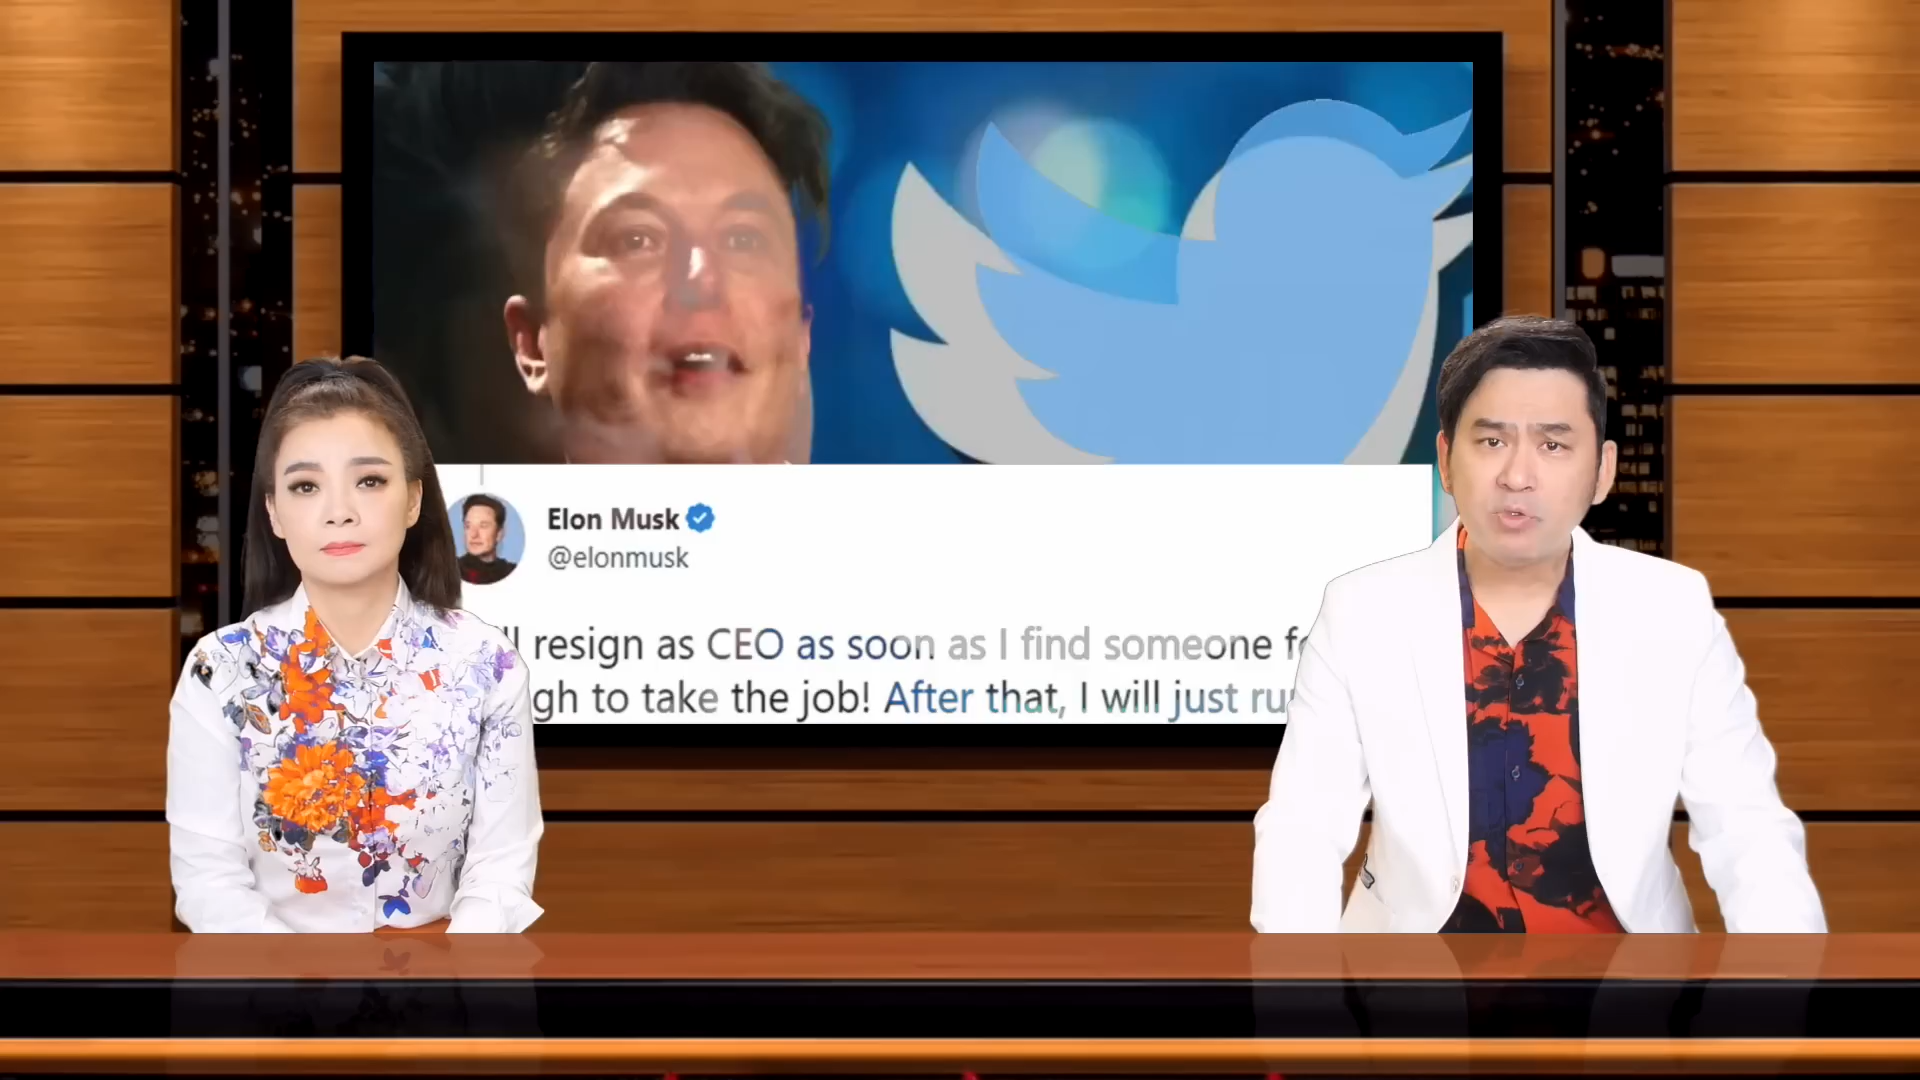 Elon Musk
@elonmusk
resign as CEO as soon as I find someone
to take the job! After that, I will just